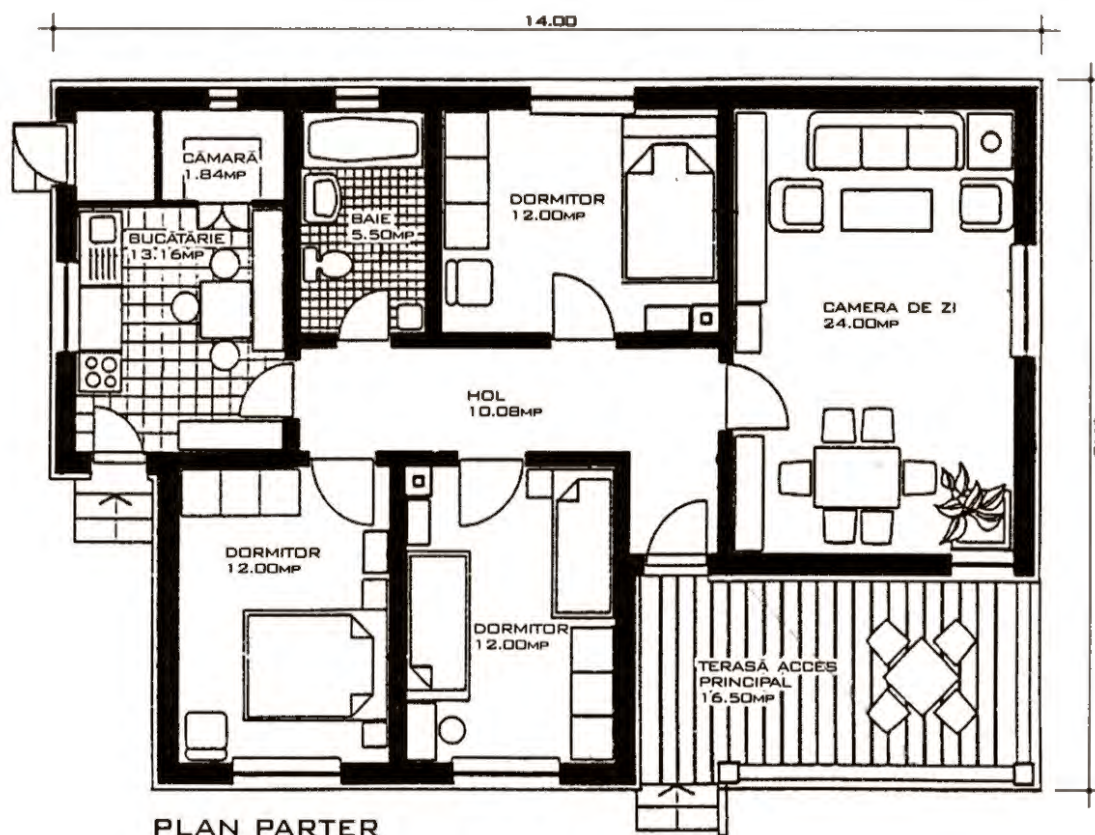 14.00
CĂMARĂ
1.84MP
BUCĂTĂRIE
13.16MP
BAIE
5.50MP
DORMITOR
12.00MP
CAMERA DE ZI
24.00MP
HOL
10.08MP
DORMITOR
12.00MP
DORMITOR
12.00MP
TERASĂ ACCES
PRINCIPAL
16.50MP
PLAN PARTER